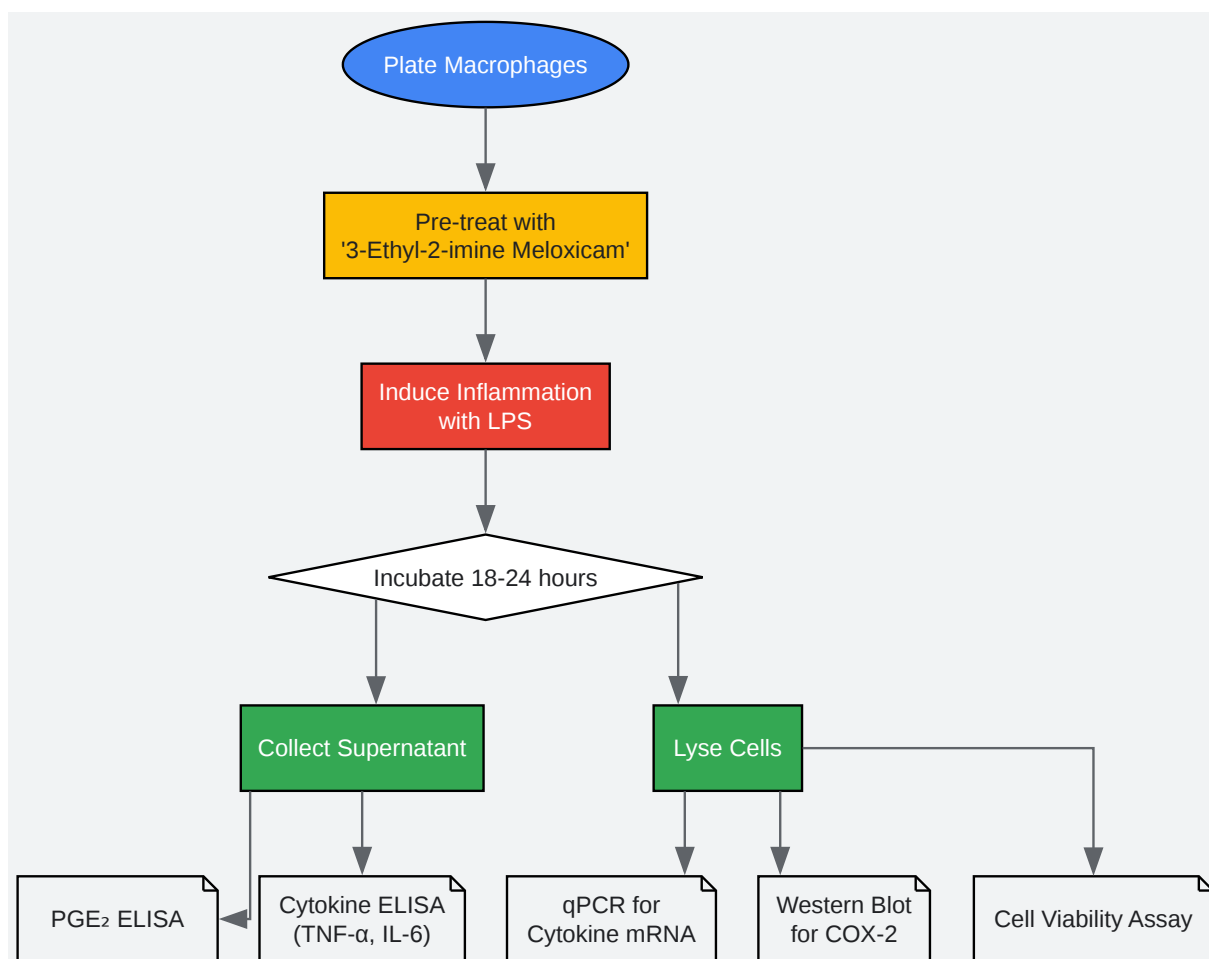 Plate Macrophages
Pre-treat with
'3-Ethyl-2-imine Meloxicam'
Induce Inflammation
with LPS
Incubate 18-24 hours
Collect Supernatant
Lyse Cells
PGE₂ ELISA
Cytokine ELISA
(TNF-α, IL-6)
qPCR for
Cytokine mRNA
Western Blot
for COX-2
Cell Viability Assay